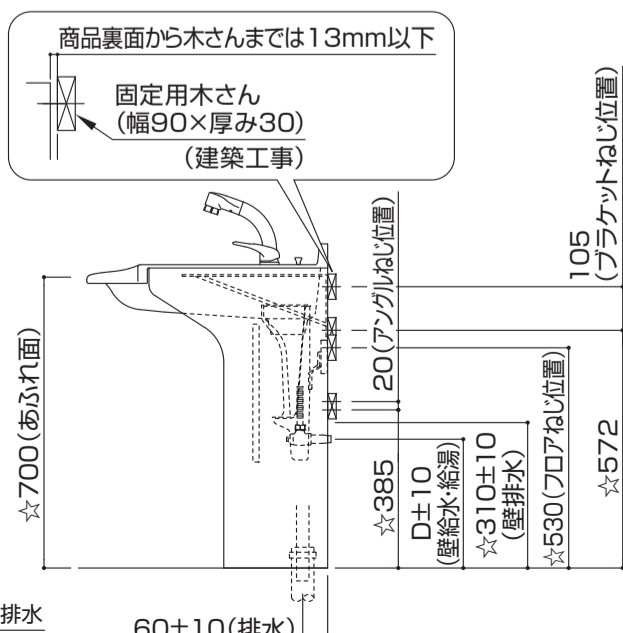 商品裏面から木さんまでは13mm以下
固定用木さん
(幅90×厚み30)
(建築工事)
☆700(あふれ面)
20(アングルねじ位置)
☆385
D±10
(壁給水・給湯)
☆310±10
(壁排水)
☆530(フロアねじ位置)
105
(ブラケットねじ位置)
☆572
排水
60±10(排水)